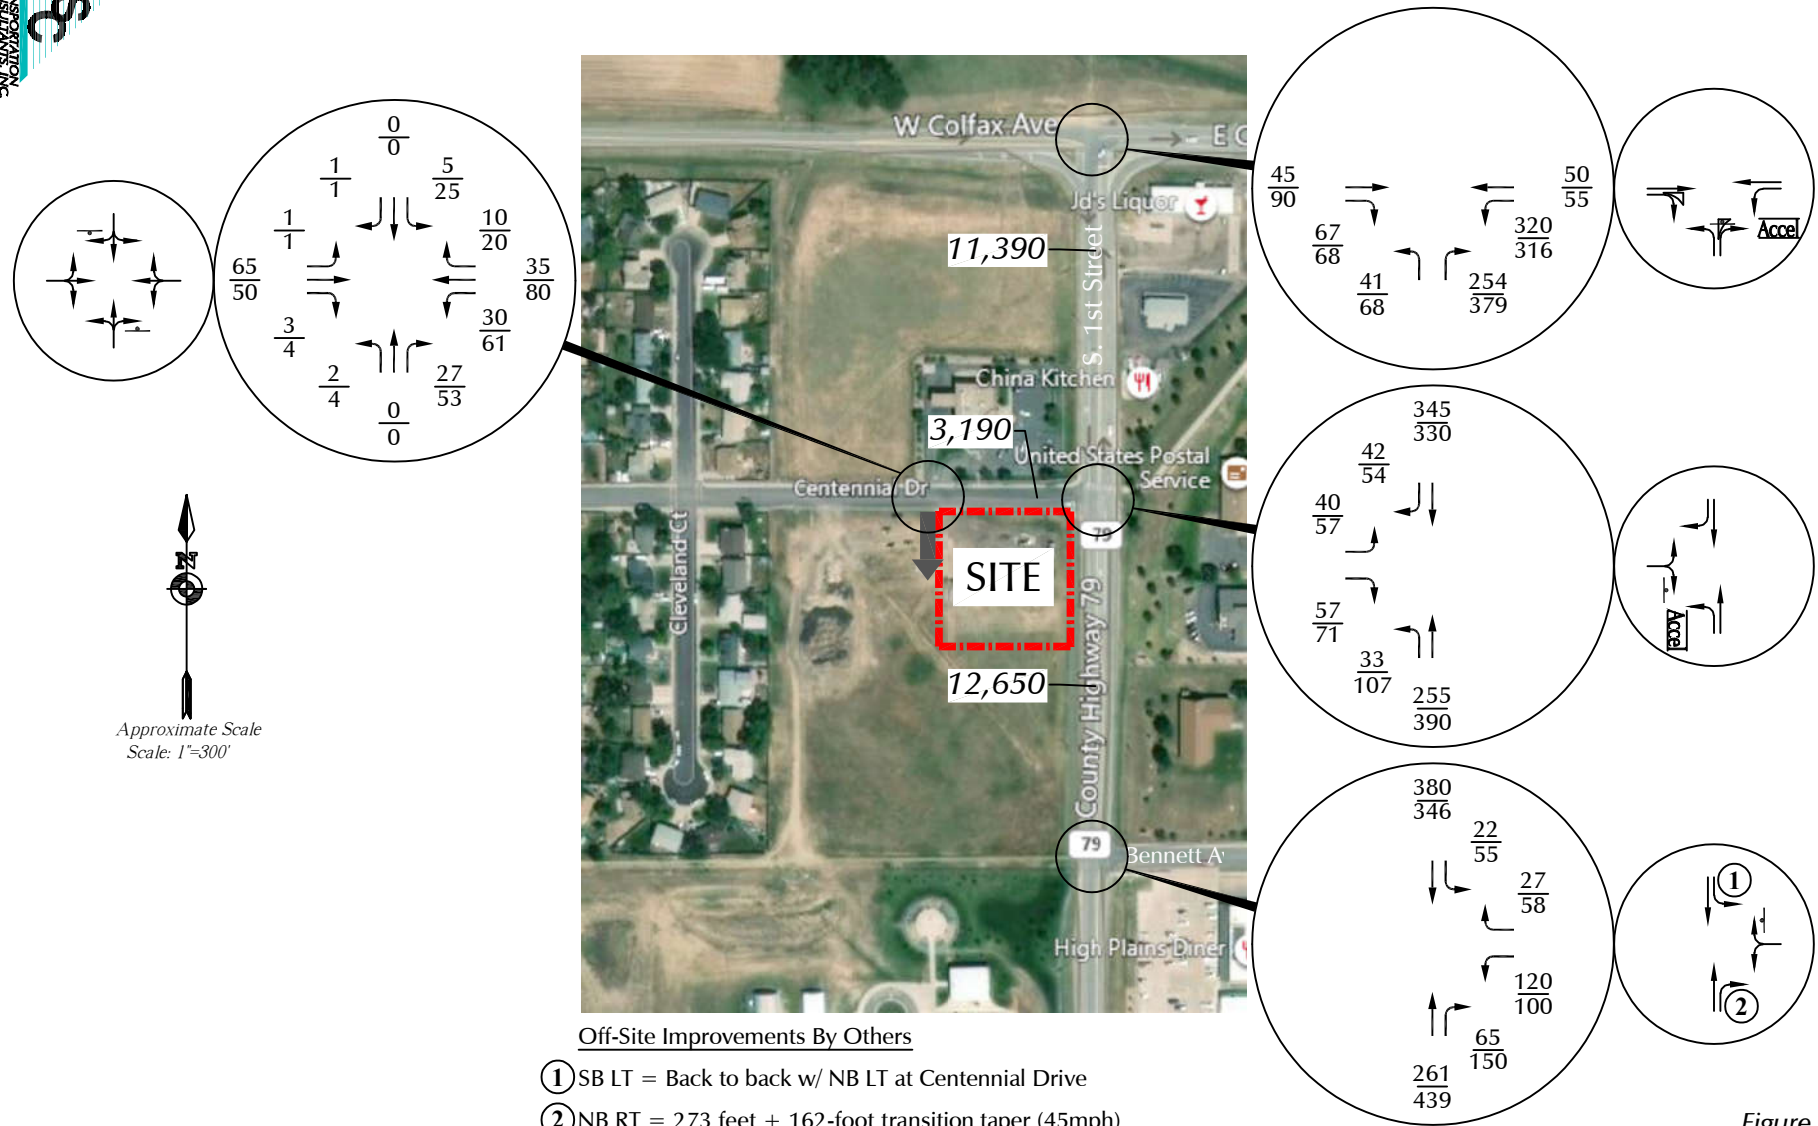 NSPORTATION
SULTANTS, INC.
SC
0
0
1
1
5
25
1
1
10
20
65
50
35
80
3
4
30
61
2
4
27
53
0
0
N
Approximate Scale
Scale: 1"=300'
W Colfax Ave
E C
Jd's Liquor
11,390
S. 1st Street
China Kitchen
3,190
United States Postal
Service
Centennial Dr
79
Cleveland Ct
SITE
12,650
County Highway 79
79
Bennett A
High Plains Diner
45
90
50
55
67
68
320
316
41
68
254
379
Accel
345
330
42
54
40
57
57
71
33
107
255
390
Accel
380
346
22
55
27
58
120
100
65
150
261
439
1
2
Off-Site Improvements By Others
1 SB LT = Back to back w/ NB LT at Centennial Drive
2 NB RT = 273 feet + 162-foot transition taper (45mph)
Figure